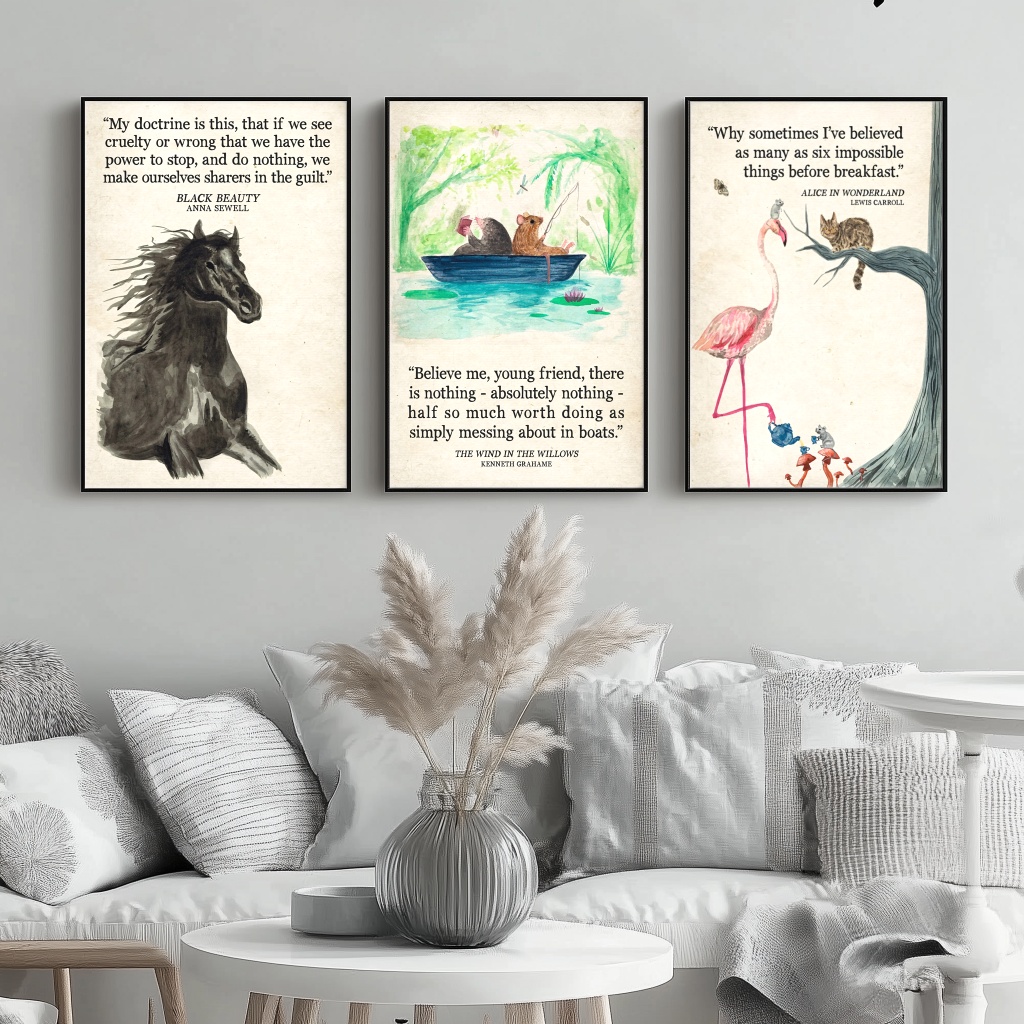 “My doctrine is this, that if we see
cruelty or wrong that we have the
power to stop, and do nothing, we
make ourselves sharers in the guilt.”
BLACK BEAUTY
ANNA SEWELL
“Believe me, young friend, there
is nothing - absolutely nothing -
half so much worth doing as
simply messing about in boats.”
THE WIND IN THE WILLOWS
KENNETH GRAHAME
“Why sometimes I’ve believed
as many as six impossible
things before breakfast.”
ALICE IN WONDERLAND
LEWIS CARROLL